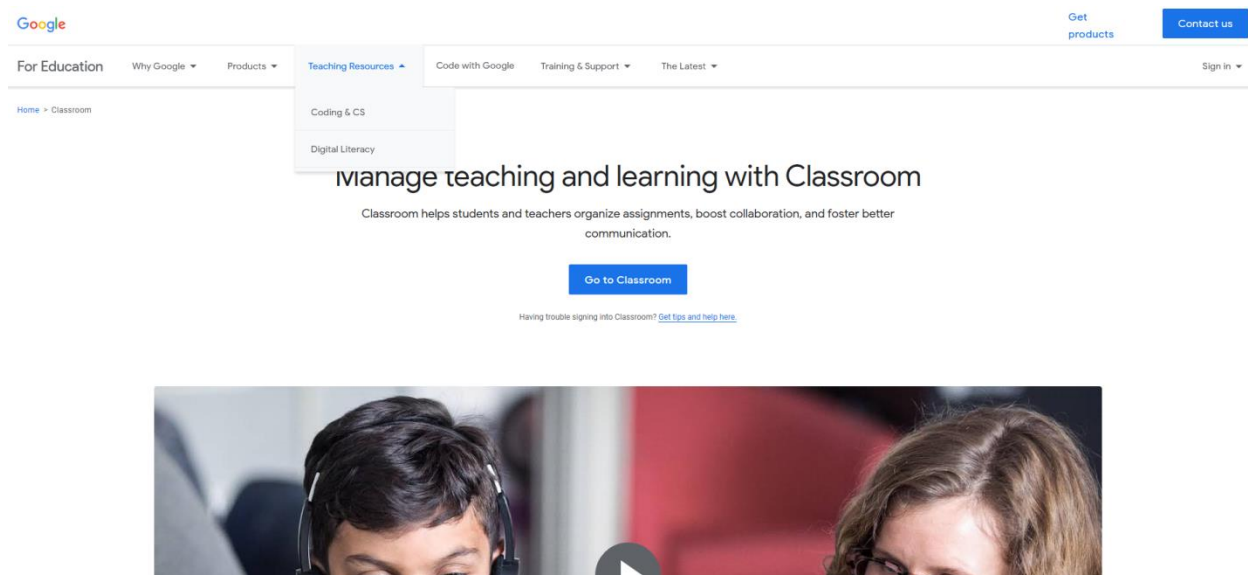 Google
Get
products
Contact us
For Education Why Google Products Teaching Resources Code with Google Training & Support The Latest Sign in
Home > Classroom
Coding & CS
Digital Literacy
Manage teaching and learning with Classroom
Classroom helps students and teachers organize assignments, boost collaboration, and foster better
communication.
Go to Classroom
Having trouble signing into Classroom? Get tips and help here.